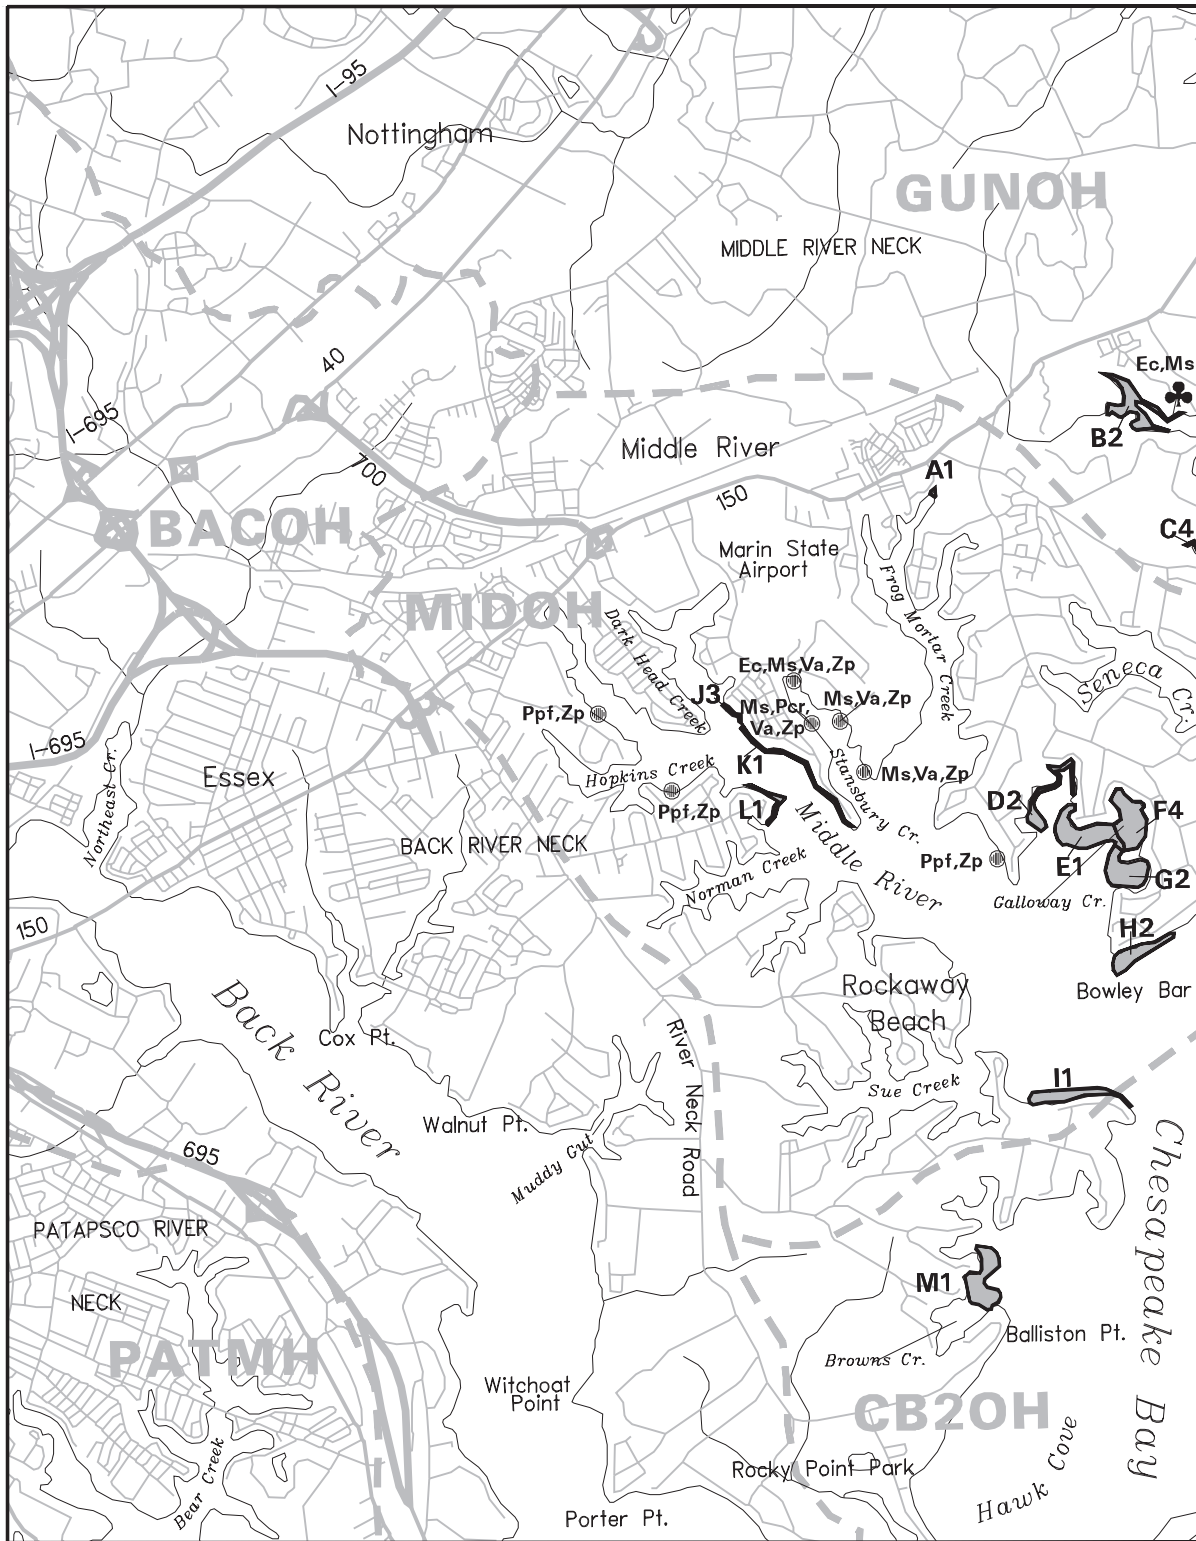 I-95
Nottingham
GUNOH
MIDDLE RIVER NECK
40
Ec,Ms
B2
I-695
700
Middle River
A1
150
C4
BACOH
Marin State
Airport
MIDOH
Frog Mortar Creek
Dark Head Creek
Seneca Cr.
Ec,Ms,Va,Zp
J3
Ms,Pcr,
Va,Zp
Ms,Va,Zp
Ppf,Zp
I-695
Northeast Cr.
Essex
Hopkins Creek
K1
Stansbury Cr.
Ms,Va,Zp
Ppf,Zp
L1
Middle River
D2
F4
BACK RIVER NECK
Norman Creek
Ppf,Zp
E1
G2
Galloway Cr.
150
H2
Back River
Rockaway
Beach
Bowley Bar
Cox Pt.
River Neck Road
Sue Creek
I1
Walnut Pt.
Muddy Gut
695
Chesapeake Bay
PATAPSCO RIVER
NECK
M1
PATMH
Balliston Pt.
Browns Cr.
Witchoat
Point
CB2OH
Bear Creek
Rocky Point Park
Hawk Cove
Porter Pt.